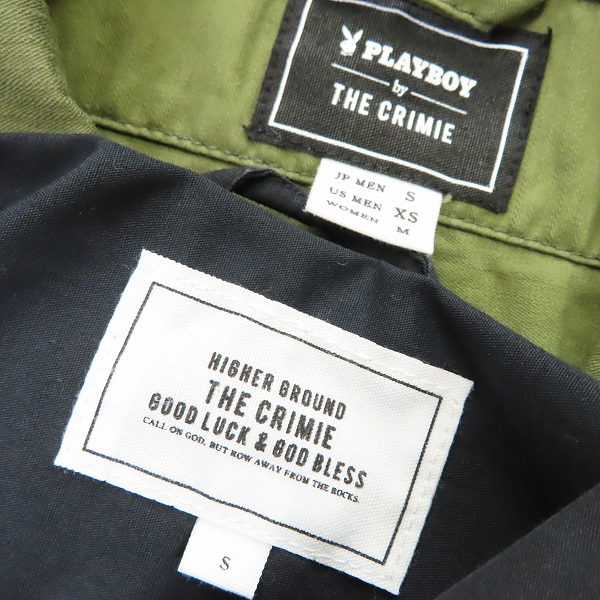 PLAYBOY
by
THE CRIMIE
JP MEN S
US MEN XS
WOMEN M
HIGHER GROUND
THE CRIMIE
GOOD LUCK & GOD BLESS
CALL ON GOD, BUT ROW AWAY FROM THE ROCKS.
S